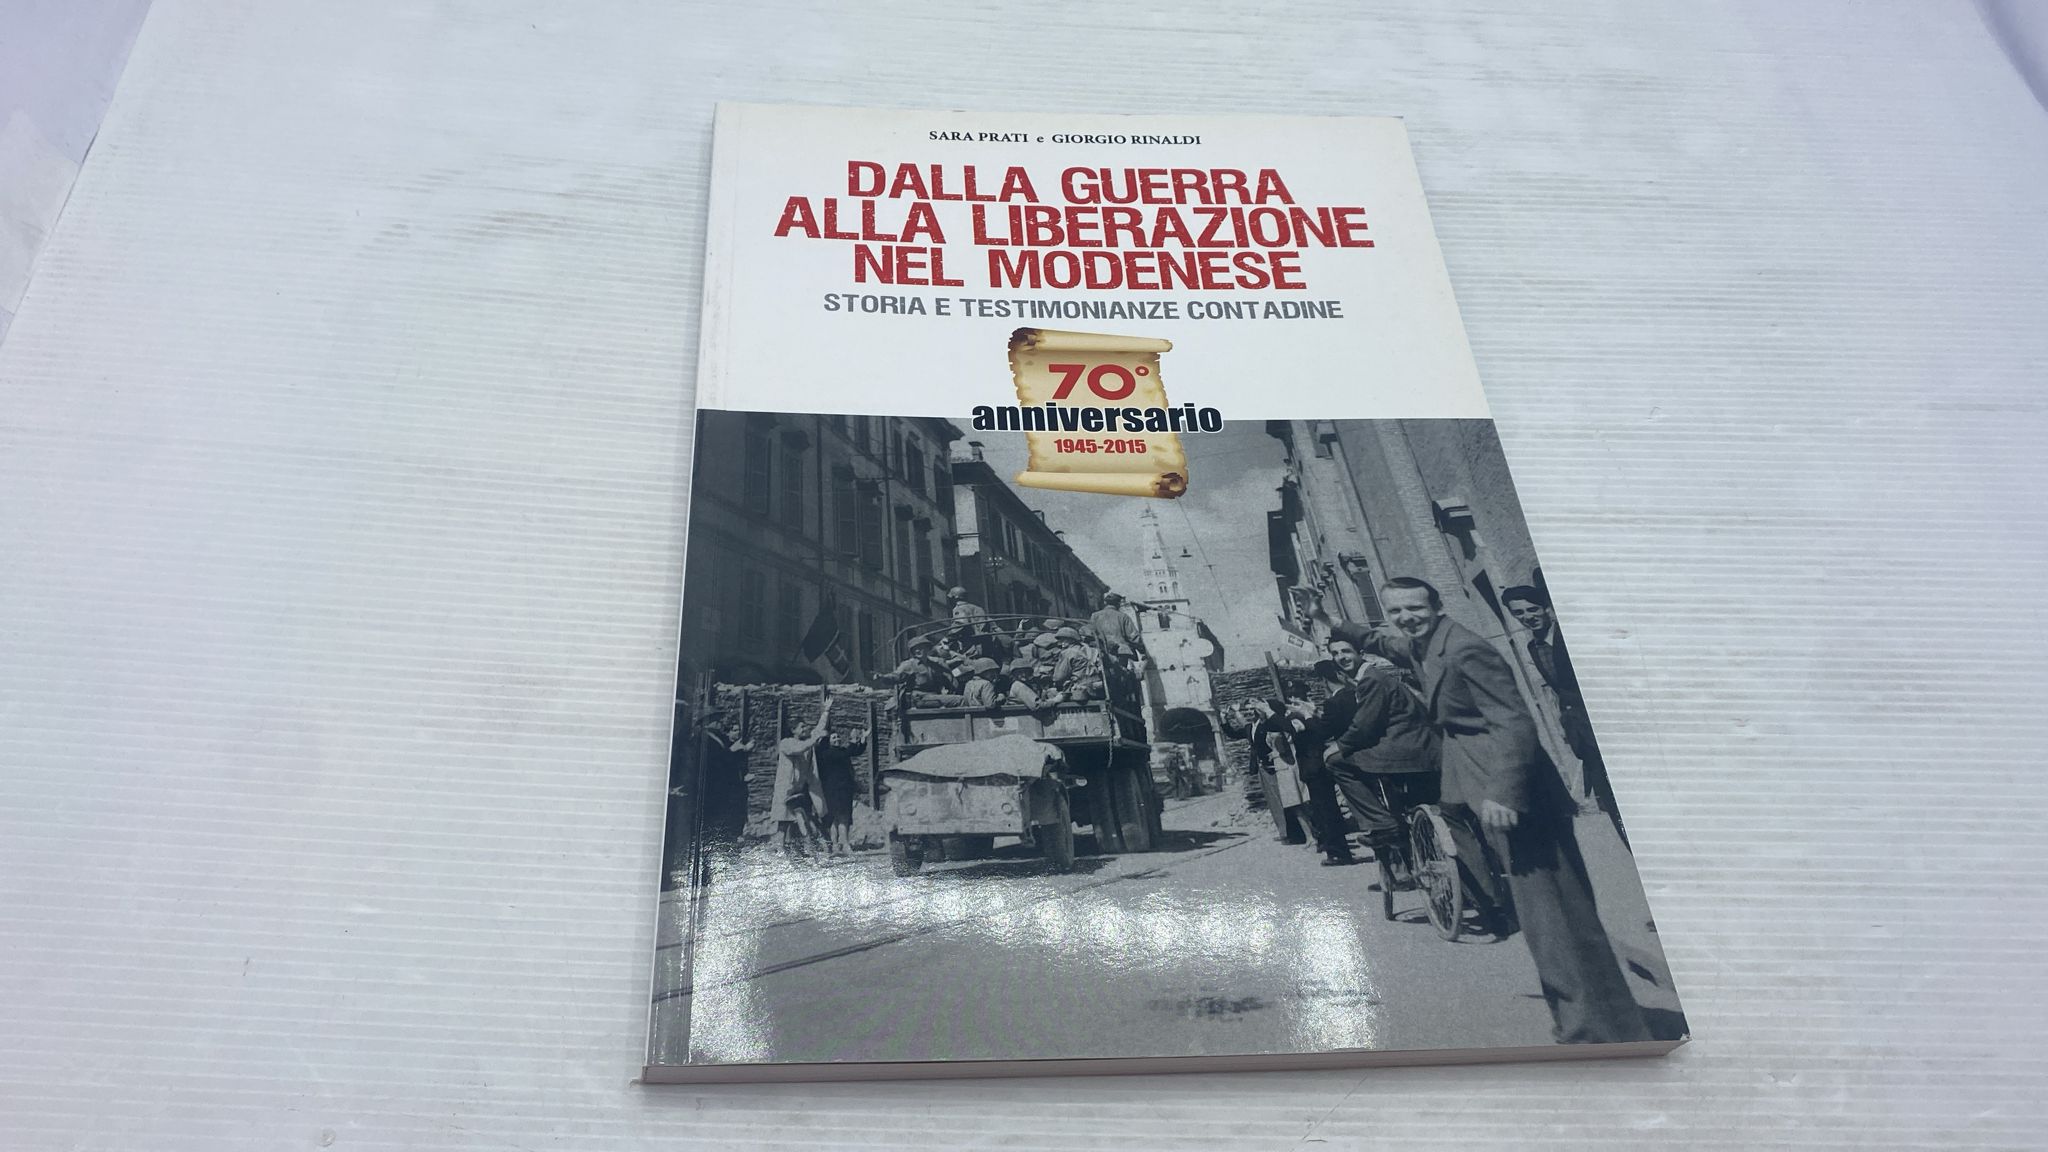 SARA PRATI e GIORGIO RINALDI
DALLA GUERRA
ALLA LIBERAZIONE
NEL MODENESE
STORIA E TESTIMONIANZE CONTADINE
70°
anniversario
1945-2015